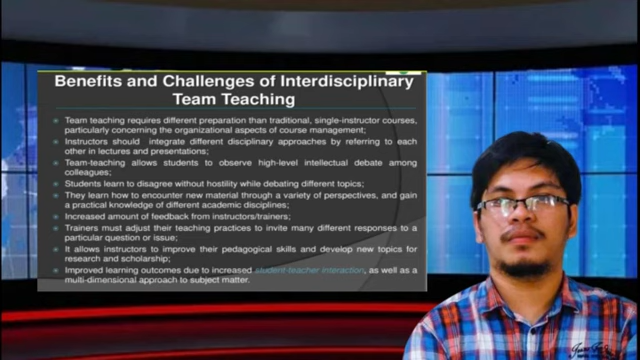 Benefits and Challenges of Interdisciplinary
Team Teaching
Team teaching requires different preparation than traditional, single-instructor courses,
particularly concerning the organizational aspects of course management;
Instructors should integrate different disciplinary approaches by referring to each
other in lectures and presentations;
Team-teaching allows students to observe high-level intellectual debate among
colleagues;
Students learn to disagree without hostility while debating different topics;
They learn how to encounter new material through a variety of perspectives, and gain
a practical knowledge of different academic disciplines;
Increased amount of feedback from instructors/trainers;
Trainers must adjust their teaching practices to invite many different responses to a
particular question or issue;
It allows instructors to improve their pedagogical skills and develop new topics for
research and scholarship;
Improved learning outcomes due to increased student-teacher interaction, as well as a
multi-dimensional approach to subject matter.